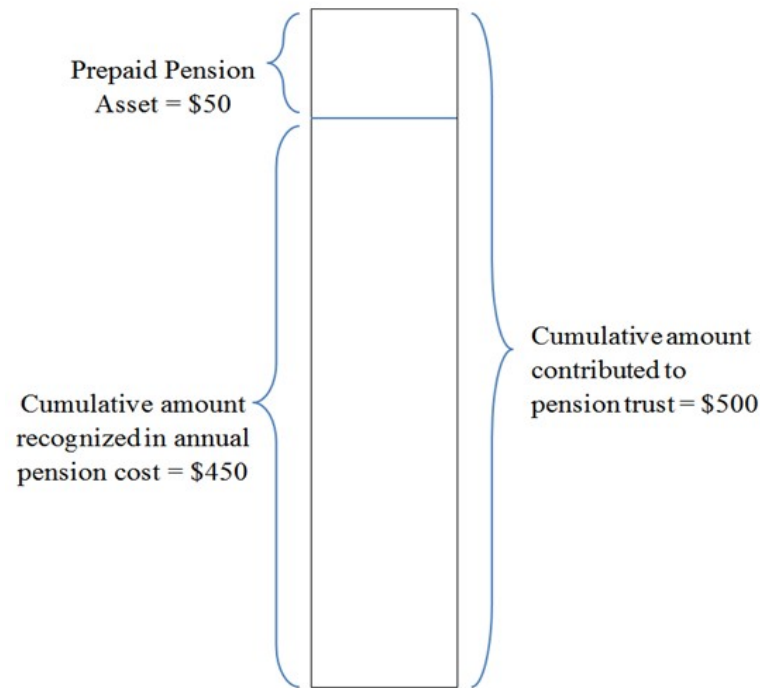 Prepaid Pension
Asset = $50
Cumulative amount
contributed to
pension trust = $500
Cumulative amount
recognized in annual
pension cost = $450